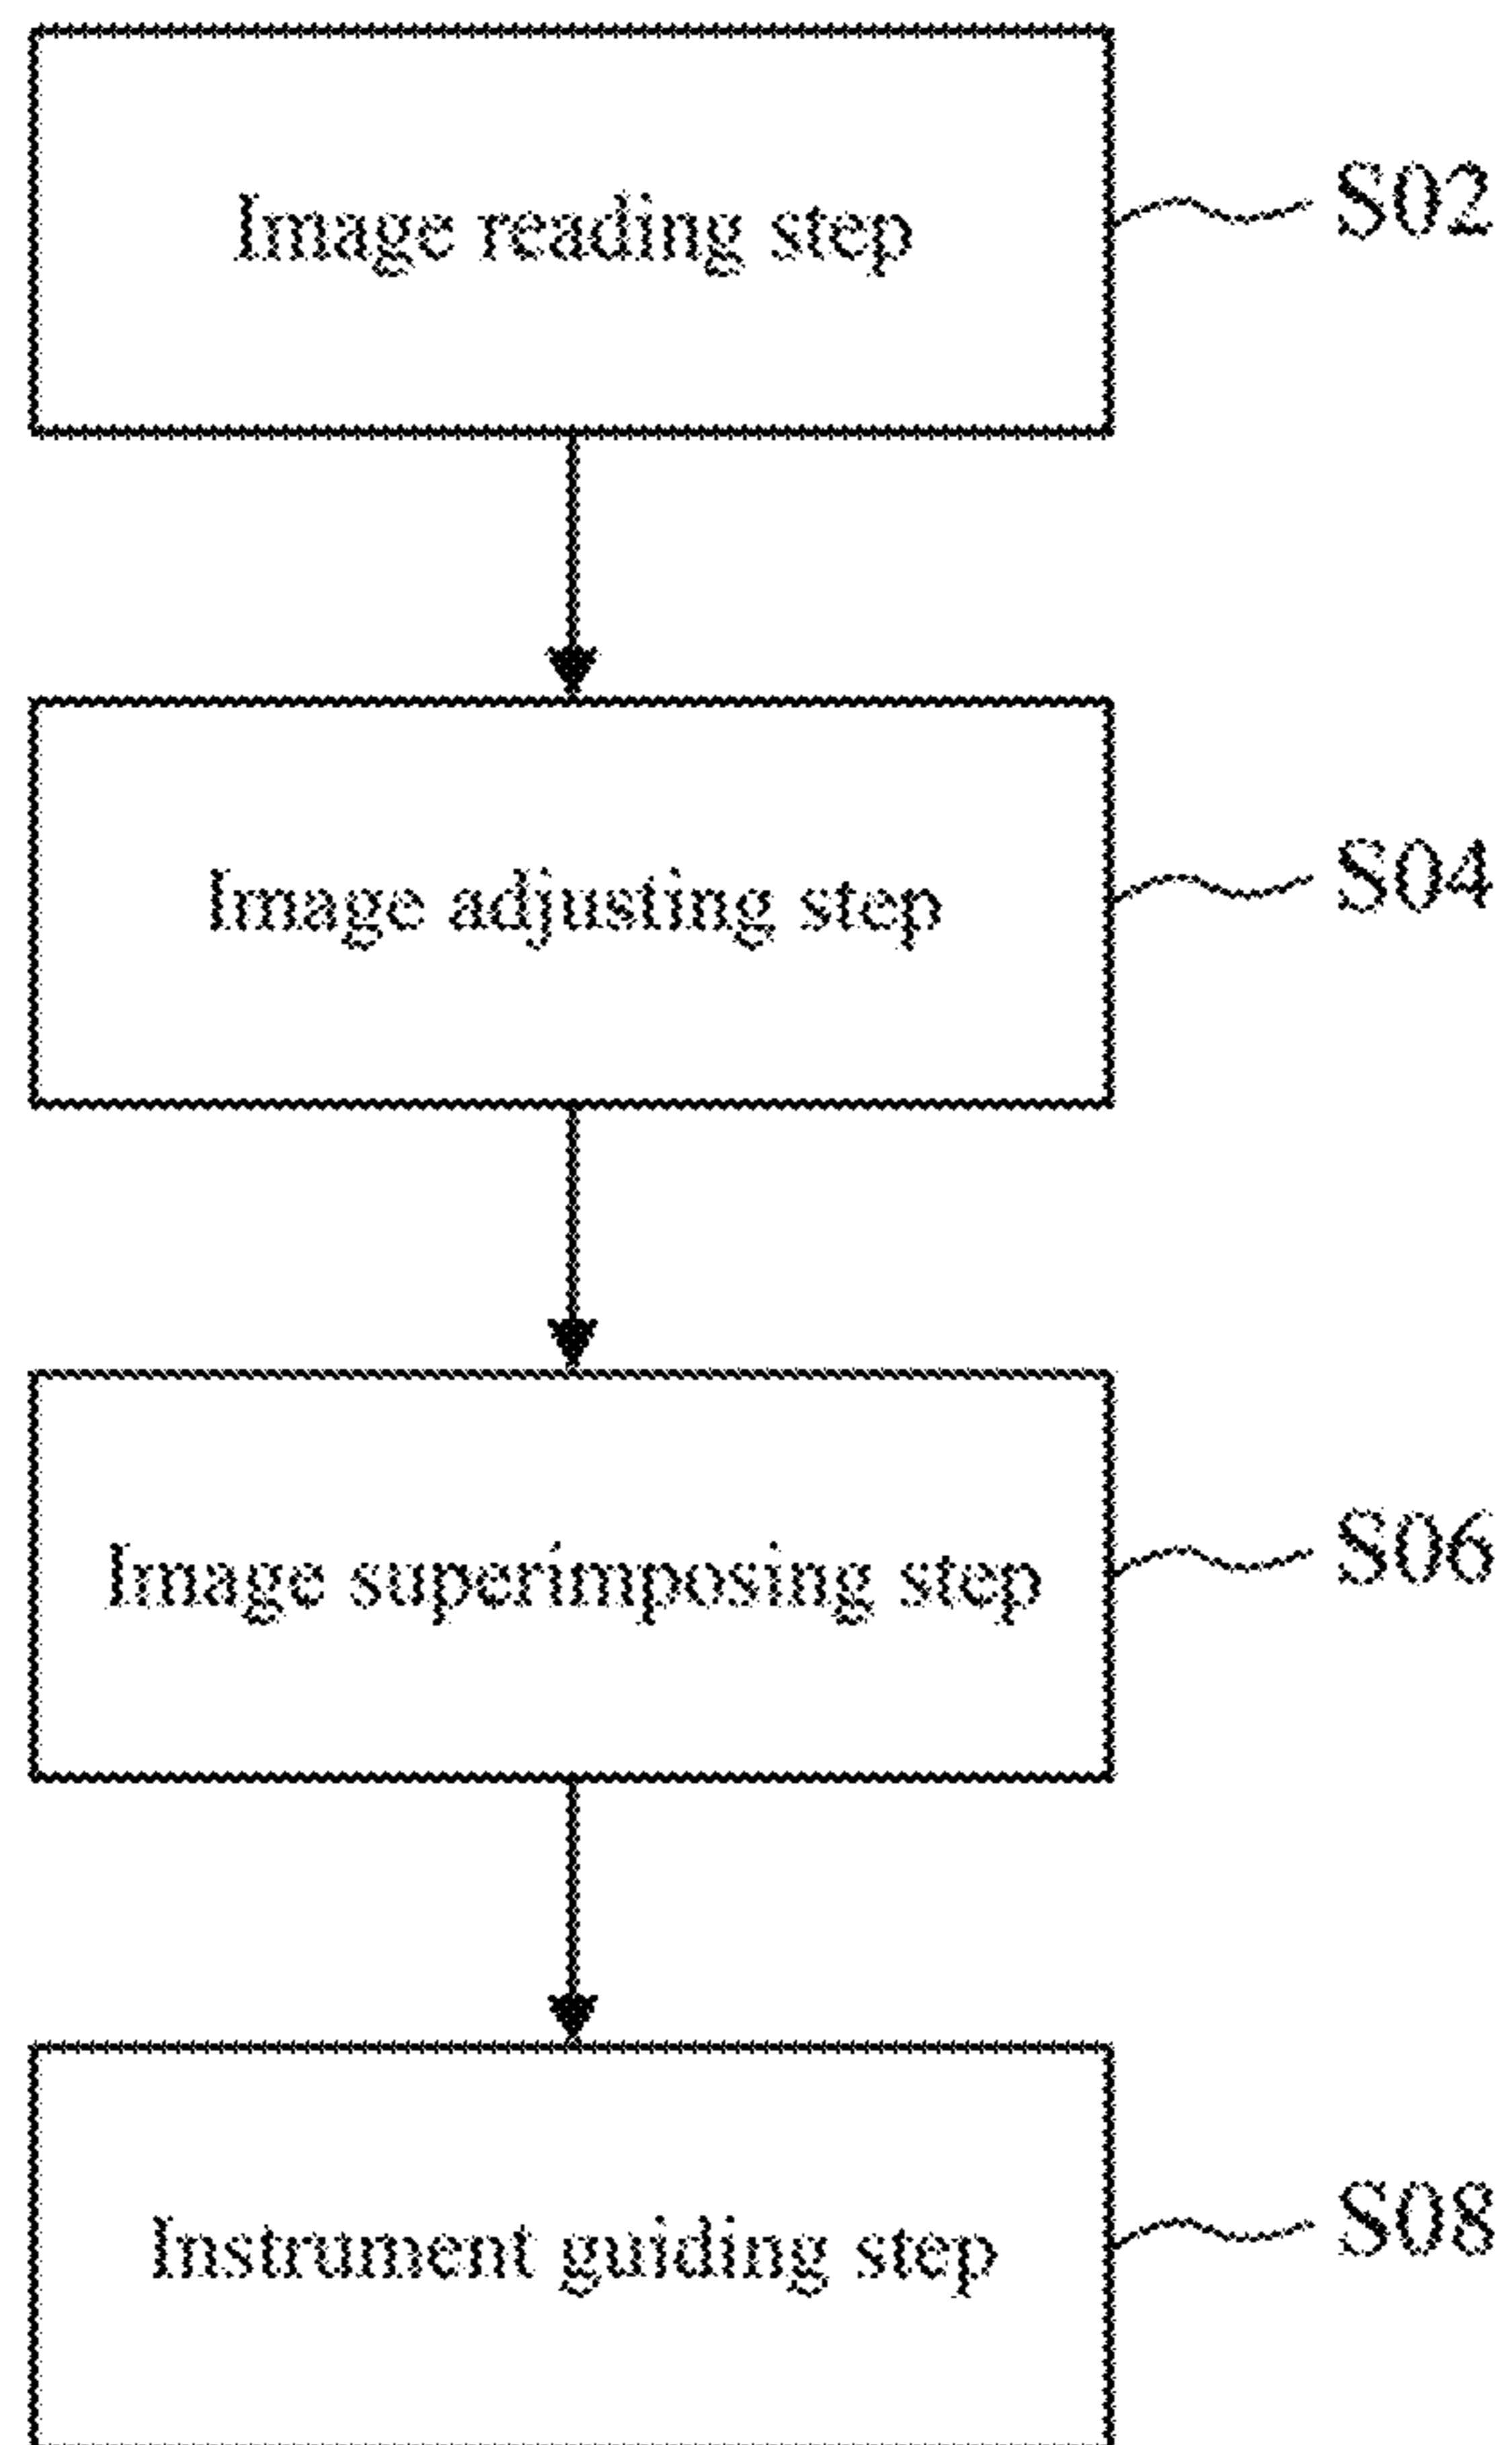 Image reading step
S02
Image adjusting step
S04
Image superimposing step
S06
Instrument guiding step
S08